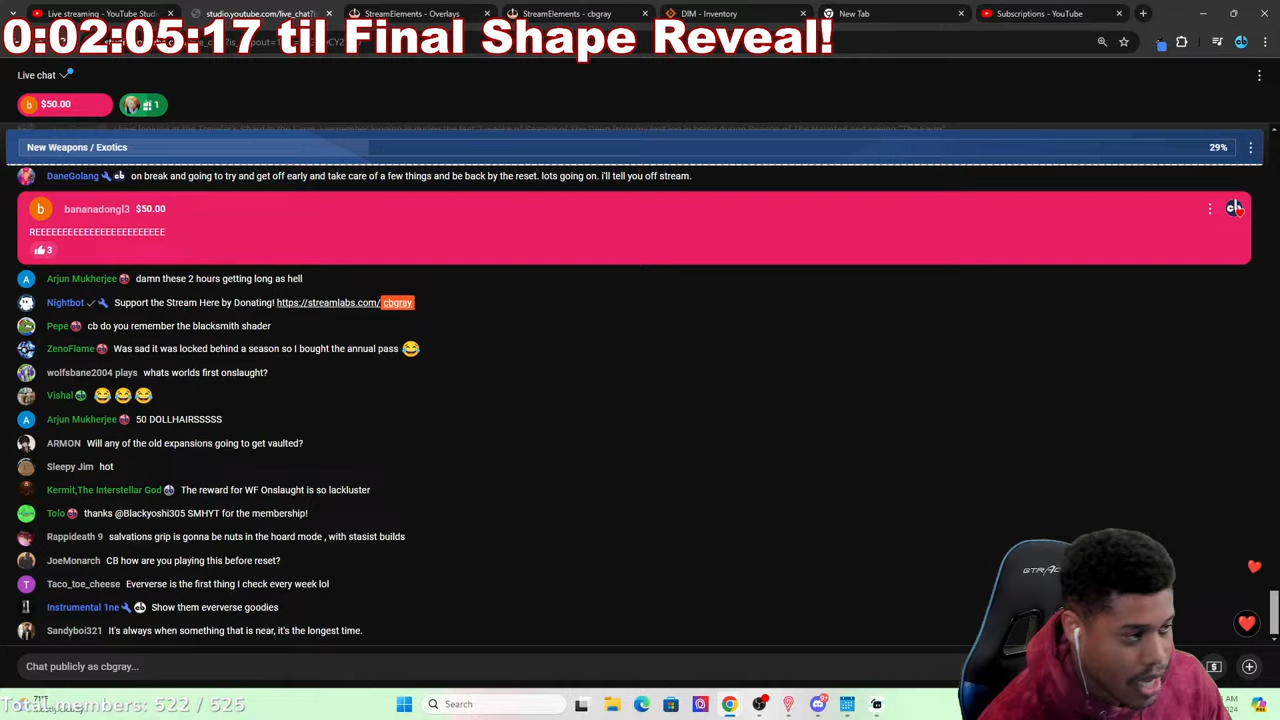 Live streaming - YouTube Studio
studio.youtube.com/live_chat?is_
StreamElements - Overlays
StreamElements - cbgray
DIM - Inventory
New Tab
Subscriptions - YouTube
0:02:05:17 til Final Shape Reveal!
Live chat
b $50.00
1
New Weapons / Exotics
29%
DaneGolang on break and going to try and get off early and take care of a few things and be back by the reset. lots going on. i'll tell you off stream.
b bananadongl3 $50.00
REEEEEEEEEEEEEEEEEEEEEEEE
3
A Arjun Mukherjee damn these 2 hours getting long as hell
Nightbot Support the Stream Here by Donating! https://streamlabs.com/cbgray
Pepe cb do you remember the blacksmith shader
ZenoFlame Was sad it was locked behind a season so I bought the annual pass 😂
wolfsbane2004 plays whats worlds first onslaught?
Vishal 😂😂😂
A Arjun Mukherjee 50 DOLLHAIRSSSSS
ARMON Will any of the old expansions going to get vaulted?
Sleepy Jim hot
Kermit,The Interstellar God The reward for WF Onslaught is so lackluster
Tolo thanks @Blackyoshi305 SMHYT for the membership!
Rappideath 9 salvations grip is gonna be nuts in the hoard mode , with stasist builds
JoeMonarch CB how are you playing this before reset?
T Taco_toe_cheese Eververse is the first thing I check every week lol
Instrumental 1ne Show them eververse goodies
Sandyboi321 It's always when something that is near, it's the longest time.
Chat publicly as cbgray...
Total members: 522 / 525
Search